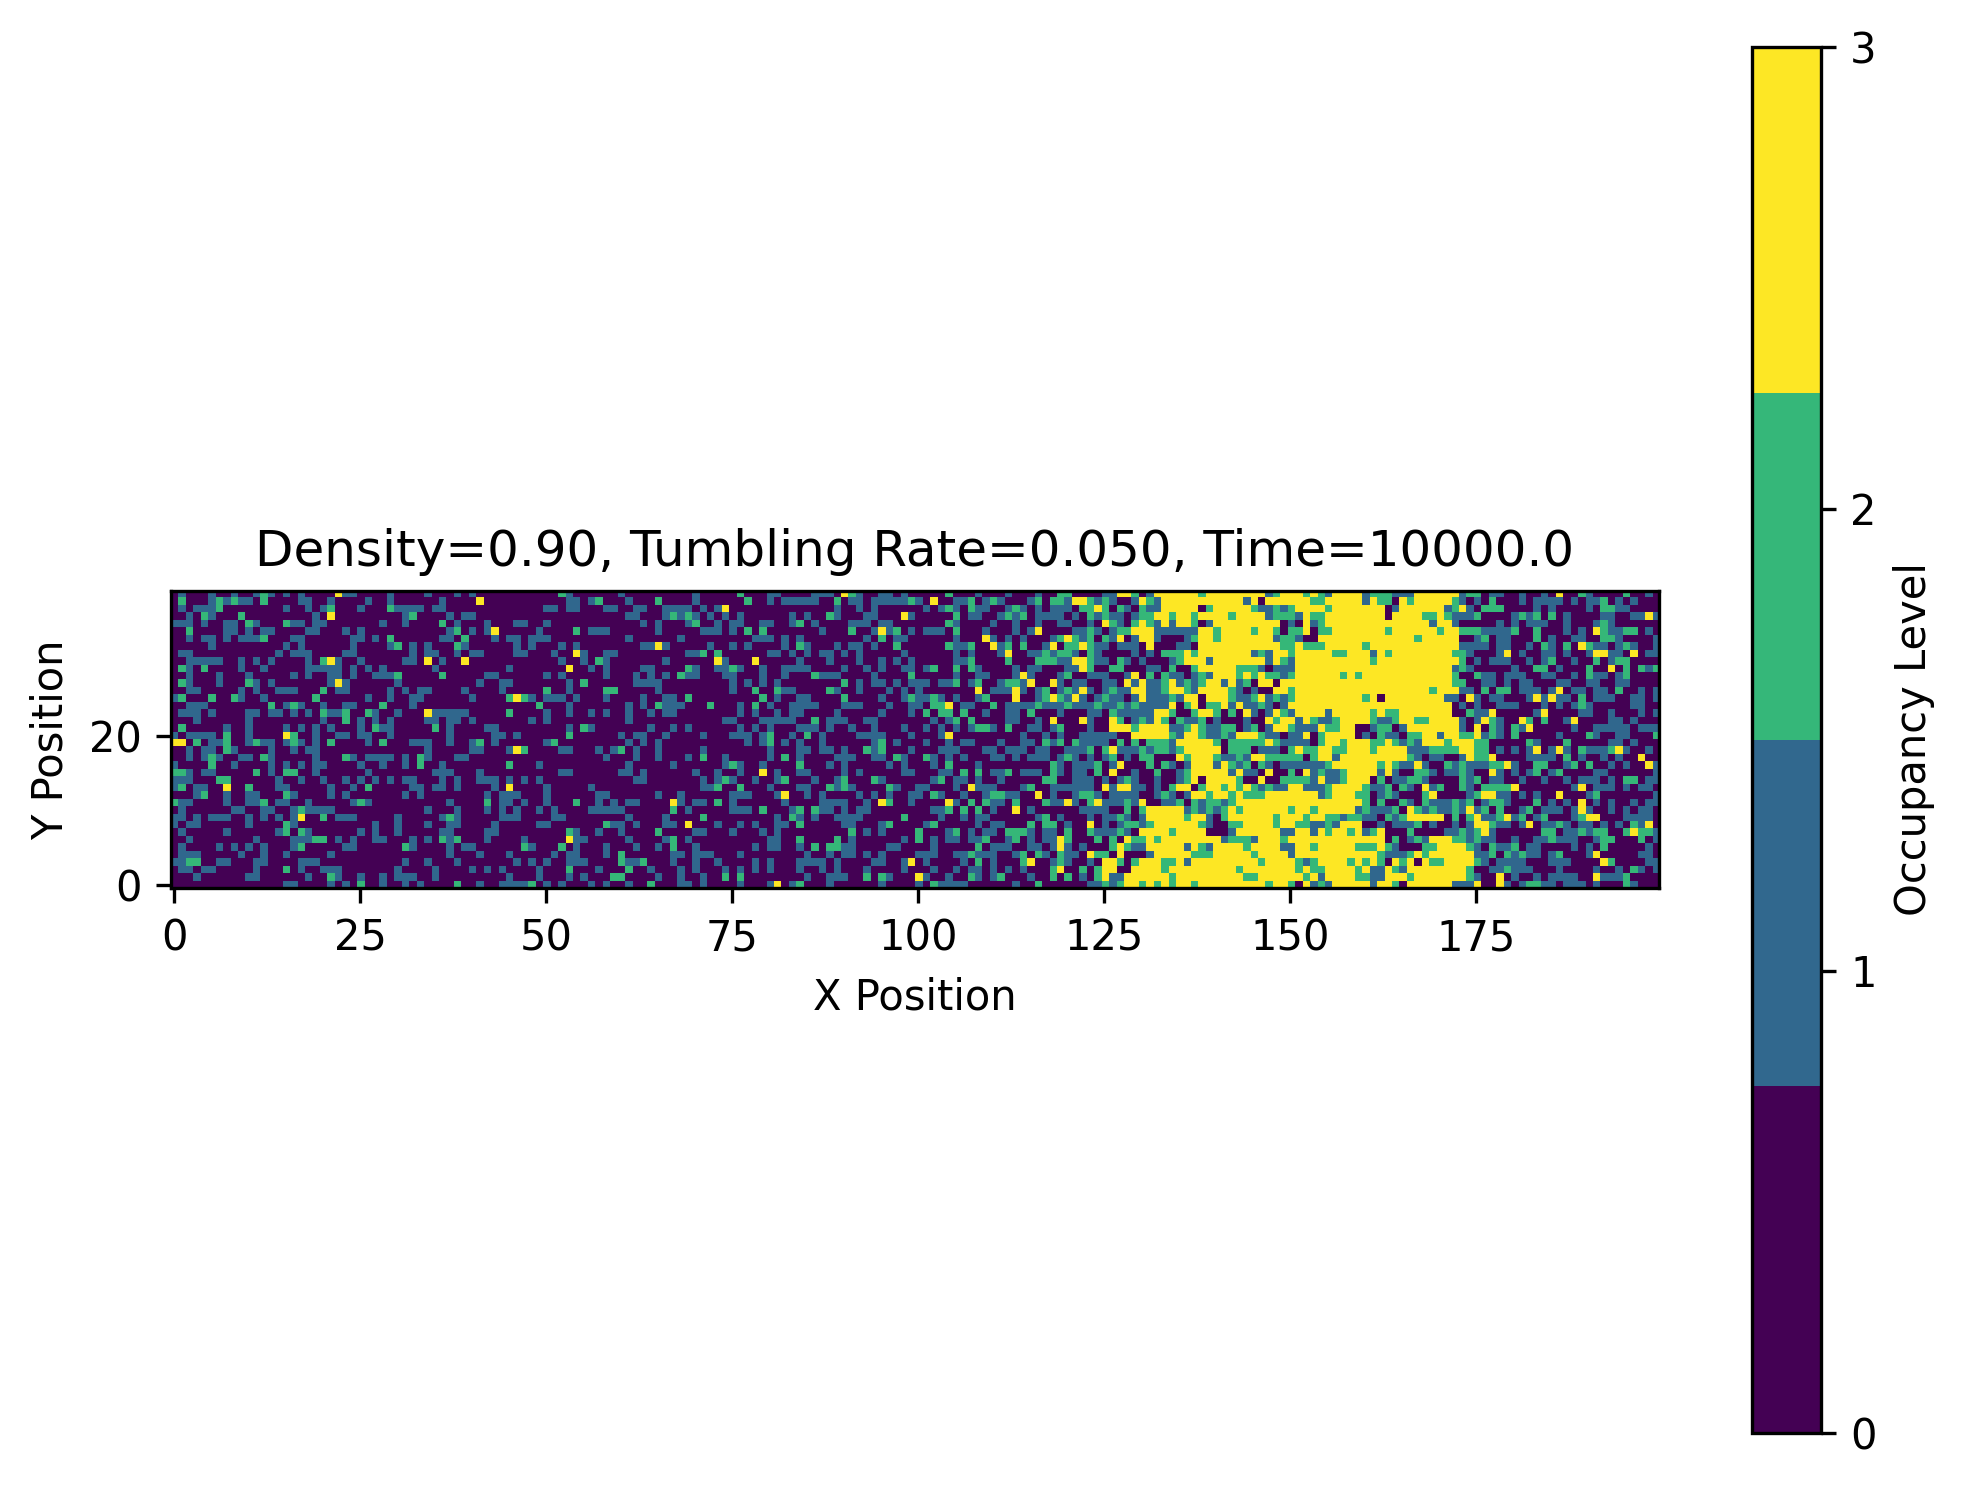 Density=0.90, Tumbling Rate=0.050, Time=10000.0
Y Position
20
0
0 25 50 75 100 125 150 175
X Position
3
2
1
0
Occupancy Level